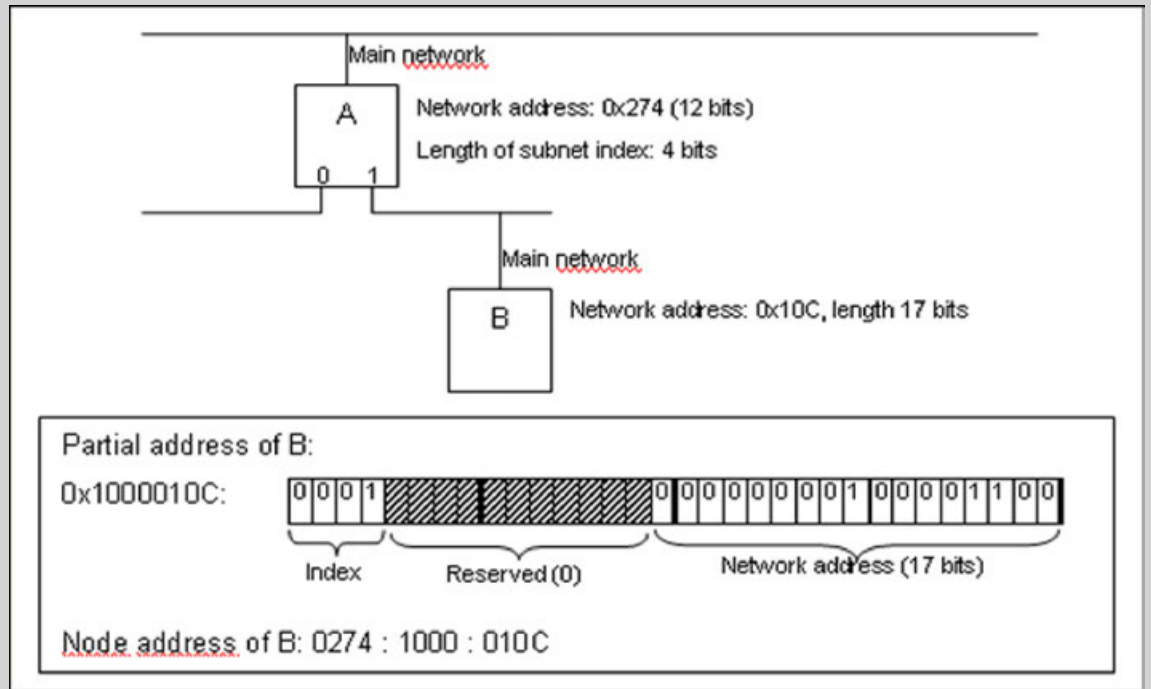 Main network
A
Network address: 0x274 (12 bits)
Length of subnet index: 4 bits
0 1
Main network
B
Network address: 0x10C, length 17 bits
Partial address of B:
0x1000010C: 0 0 0 1 0 0 0 0 0 0 0 0 1 0 0 0 0 1 1 0 0
Index
Reserved (0)
Network address (17 bits)
Node address of B: 0274 : 1000 : 010C